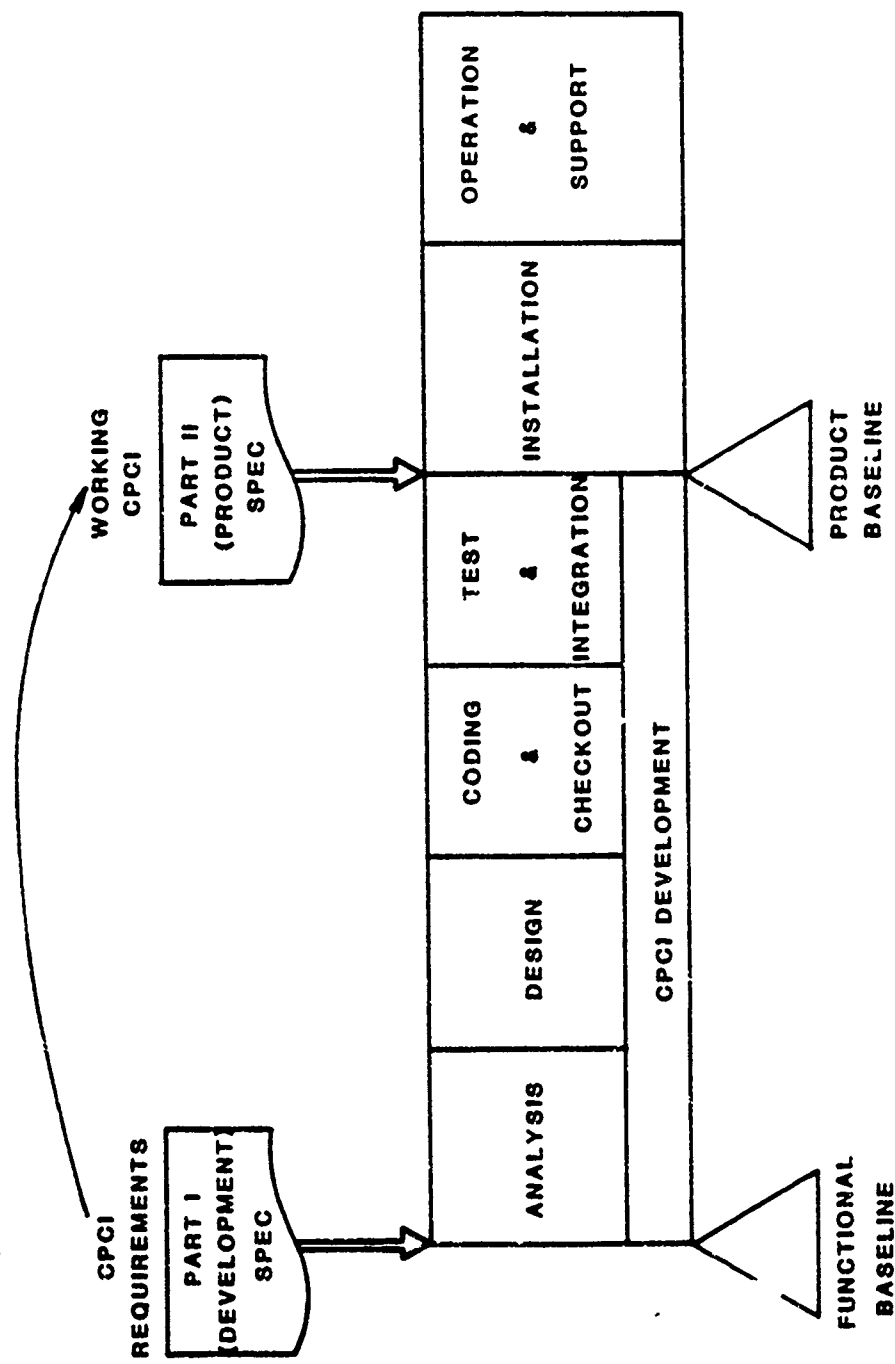 CPCI
REQUIREMENTS
PART I
(DEVELOPMENT)
SPEC
WORKING
CPCI
PART II
(PRODUCT)
SPEC
ANALYSIS
DESIGN
CODING
&
CHECKOUT
TEST
&
INTEGRATION
INSTALLATION
OPERATION
&
SUPPORT
CPCI DEVELOPMENT
FUNCTIONAL
BASELINE
PRODUCT
BASELINE